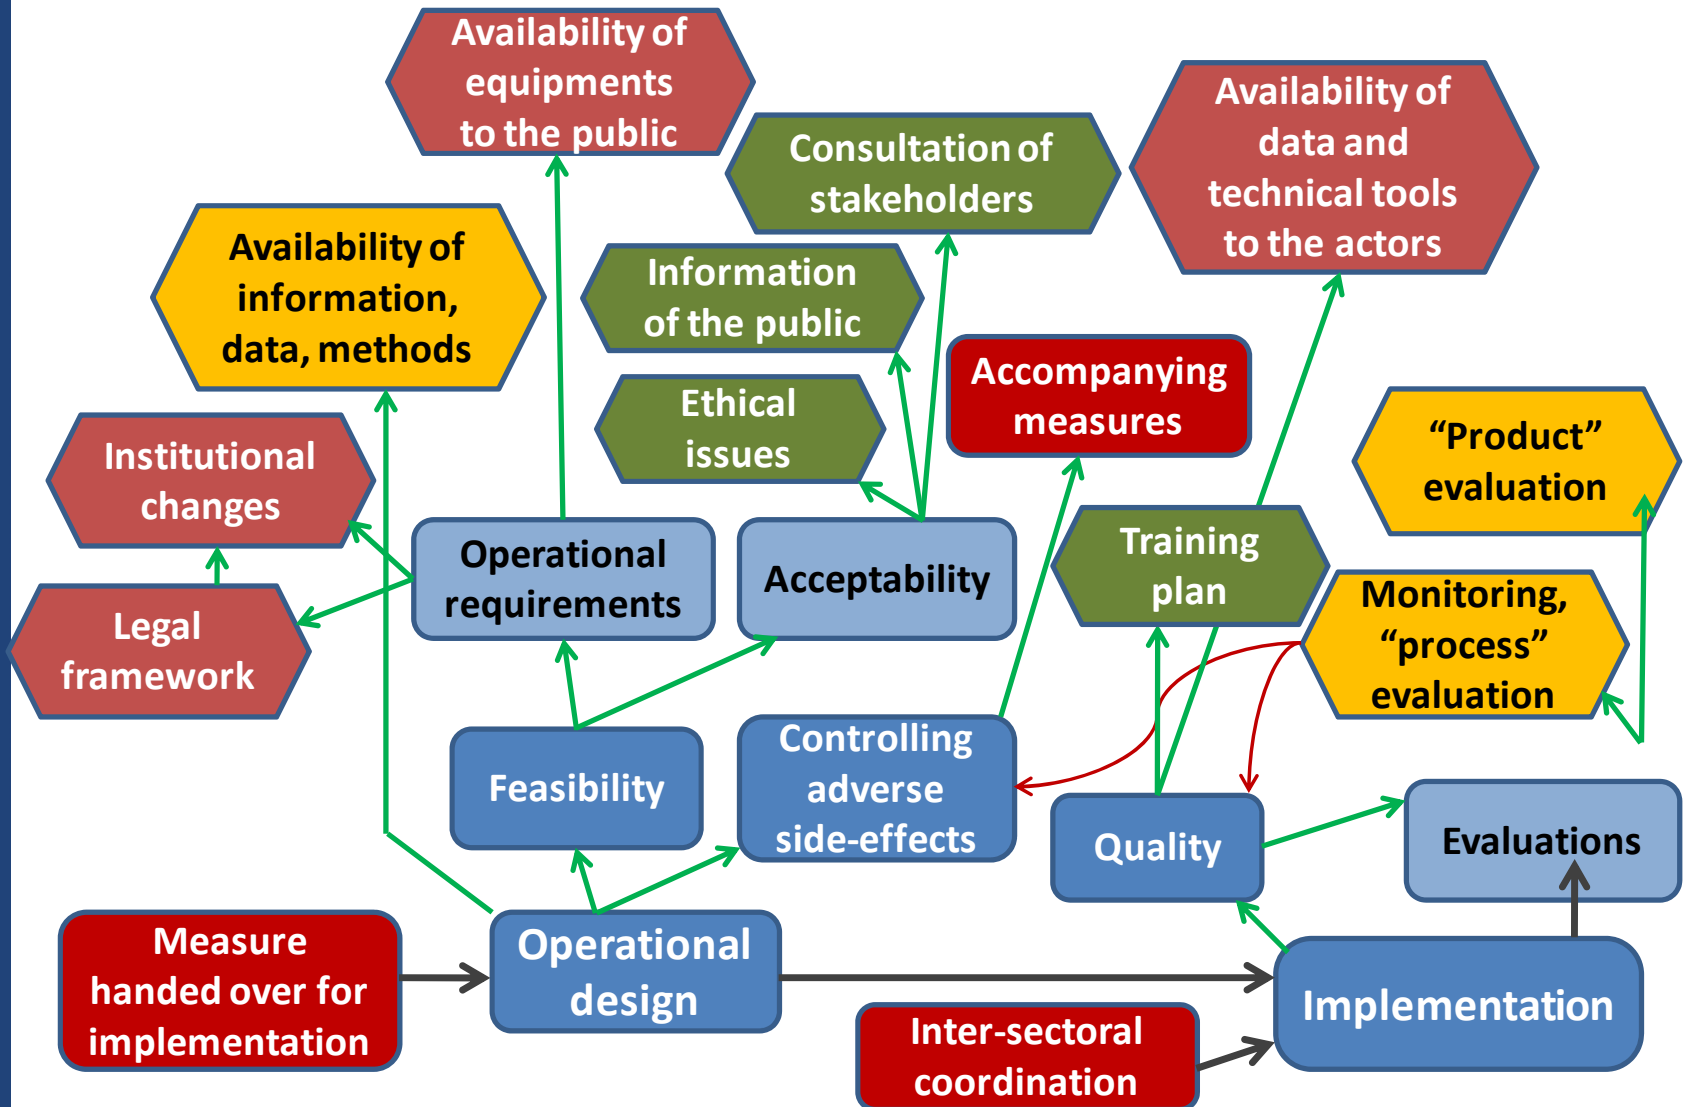 Availability of
equipments
to the public
Availability of
data and
technical tools
to the actors
Consultation of
stakeholders
Availability of
information,
data, methods
Information
of the public
Accompanying
measures
Ethical
issues
"Product"
evaluation
Institutional
changes
Operational
requirements
Acceptability
Training
plan
Monitoring,
"process"
evaluation
Legal
framework
Feasibility
Controlling
adverse
side-effects
Quality
Evaluations
Measure
handed over for
implementation
Operational
design
Inter-sectoral
coordination
Implementation